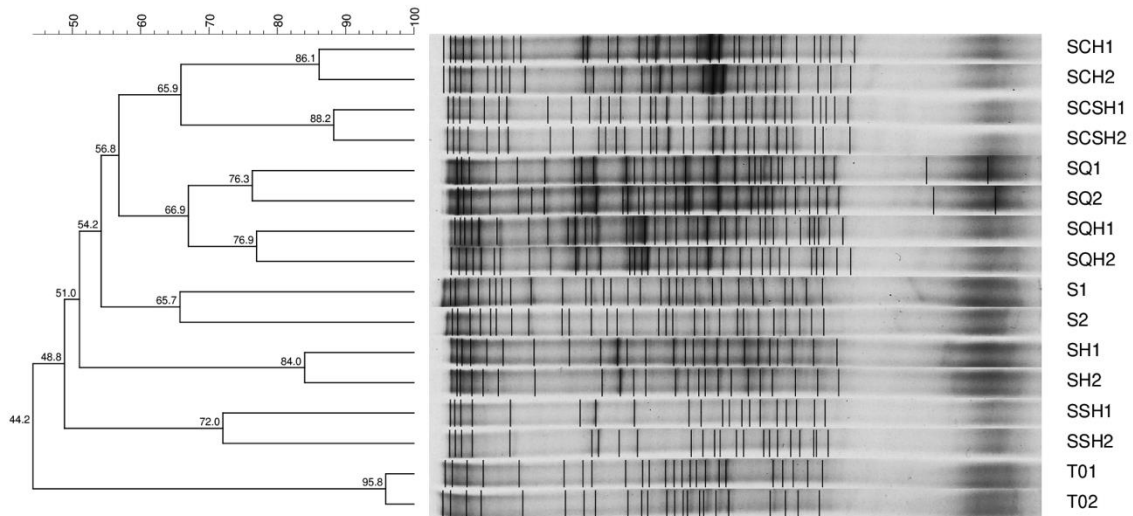 50 60 70 80 90 100
86.1 SCH1
65.9 SCH2
88.2 SCSH1
56.8 SCSH2
76.3 SQ1
66.9 SQ2
54.2 76.9 SQH1
SQH2
51.0 65.7 S1
S2
48.8 84.0 SH1
SH2
44.2 72.0 SSH1
SSH2
95.8 T01
T02